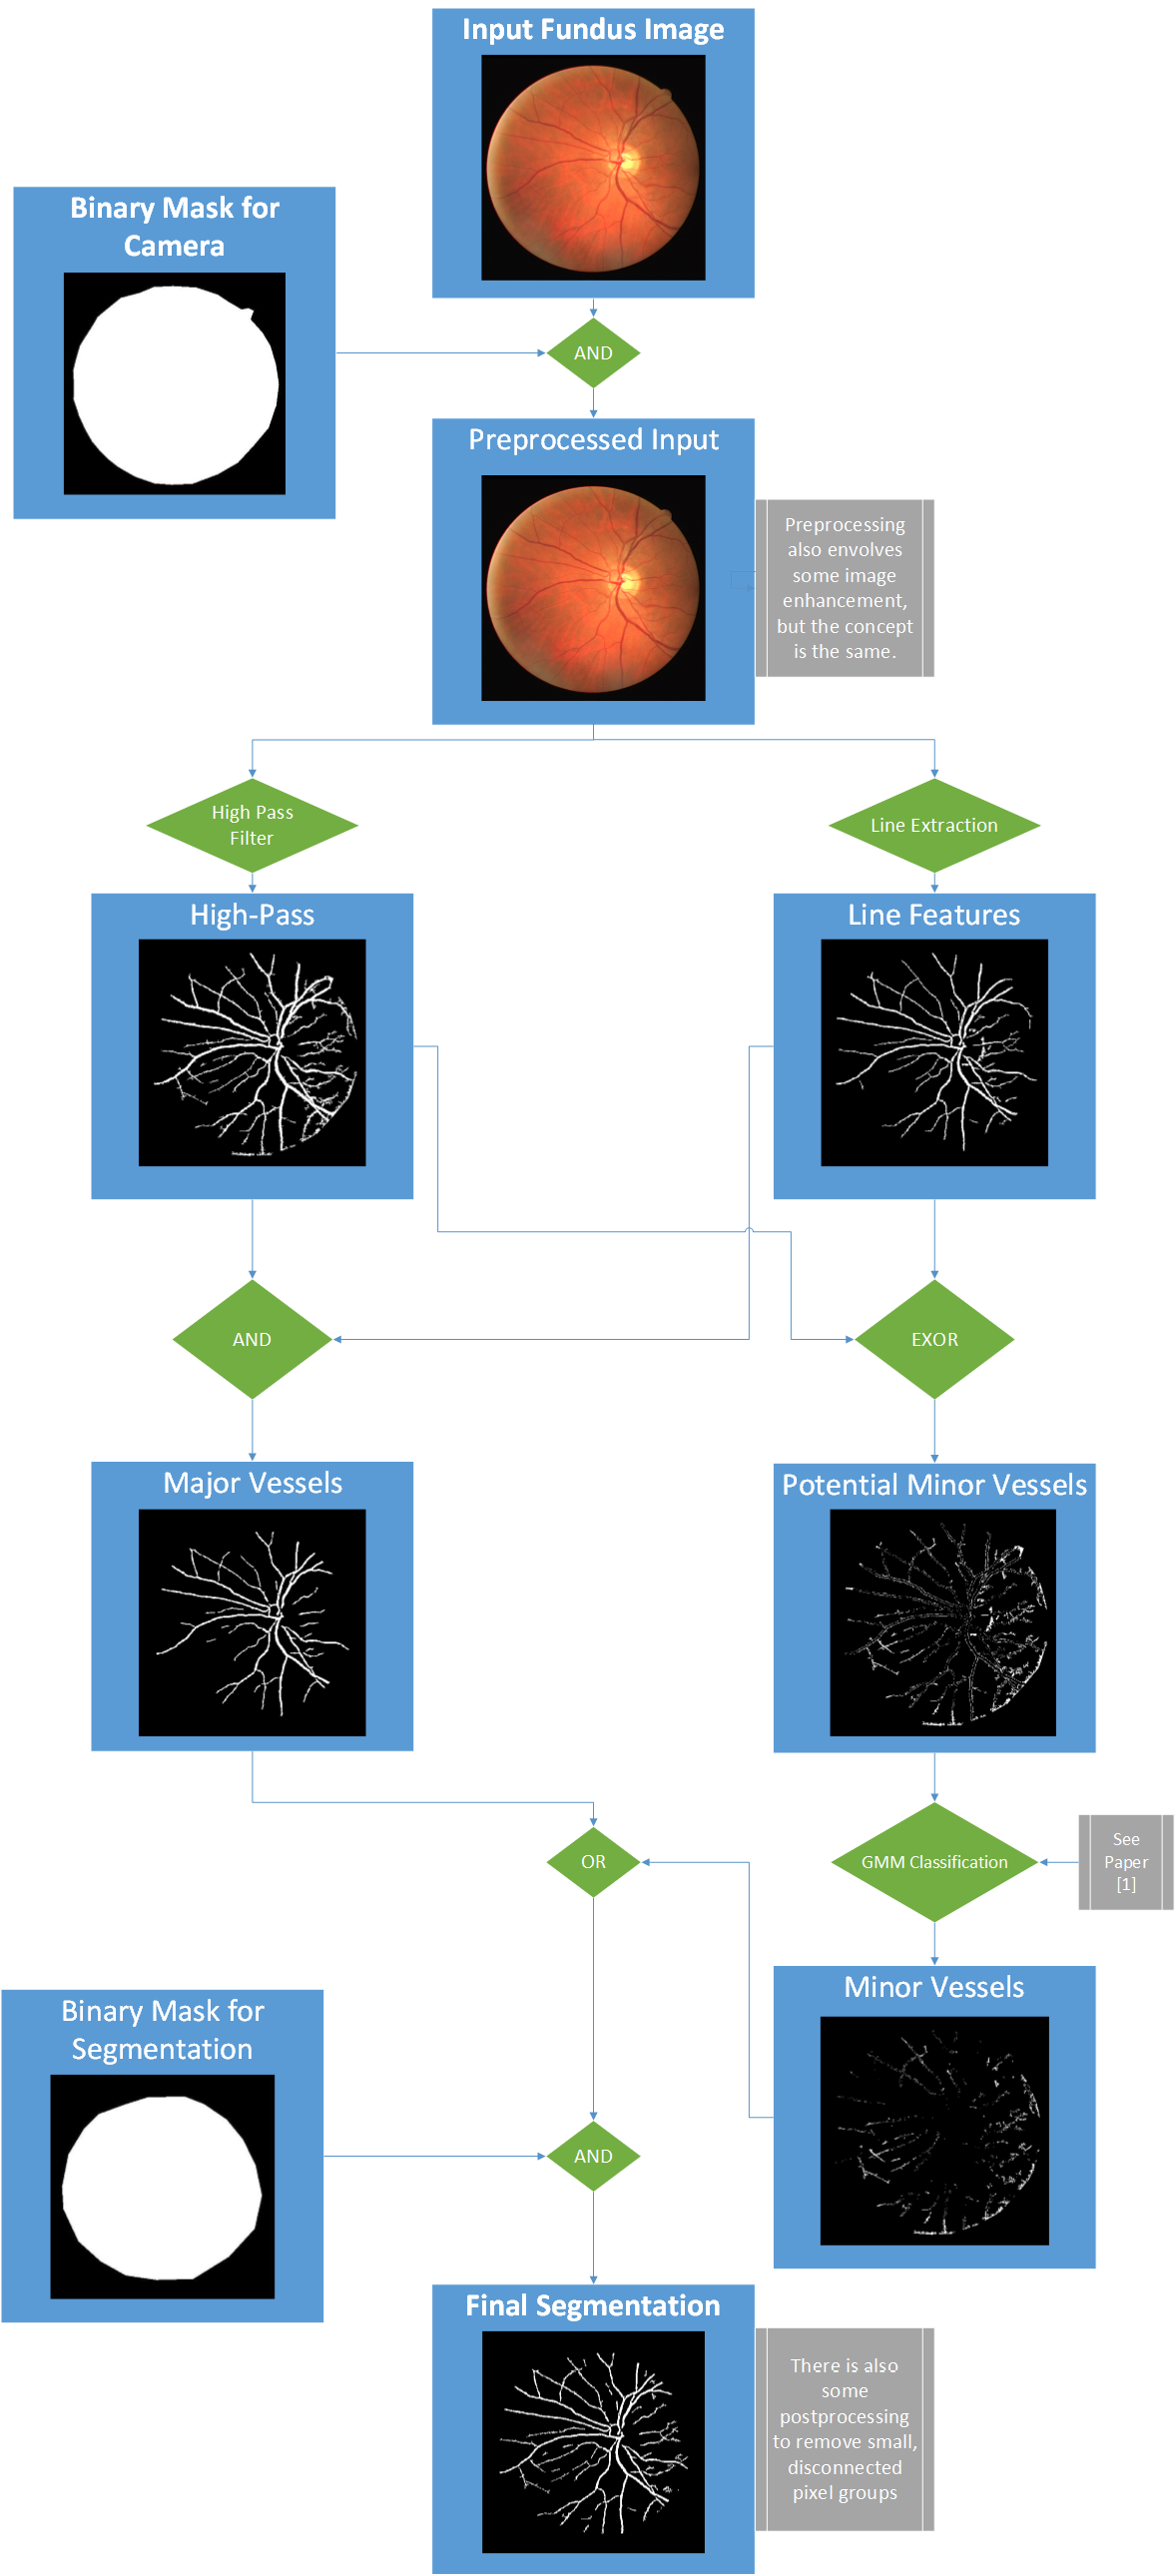 Input Fundus Image
Binary Mask for
Camera
AND
Preprocessed Input
Preprocessing
also envolves
some image
enhancement,
but the concept
is the same.
High Pass
Filter
Line Extraction
High-Pass
Line Features
AND
EXOR
Major Vessels
Potential Minor Vessels
OR
GMM Classification
See
Paper
[1]
Minor Vessels
Binary Mask for
Segmentation
AND
Final Segmentation
There is also
some
postprocessing
to remove small,
disconnected
pixel groups